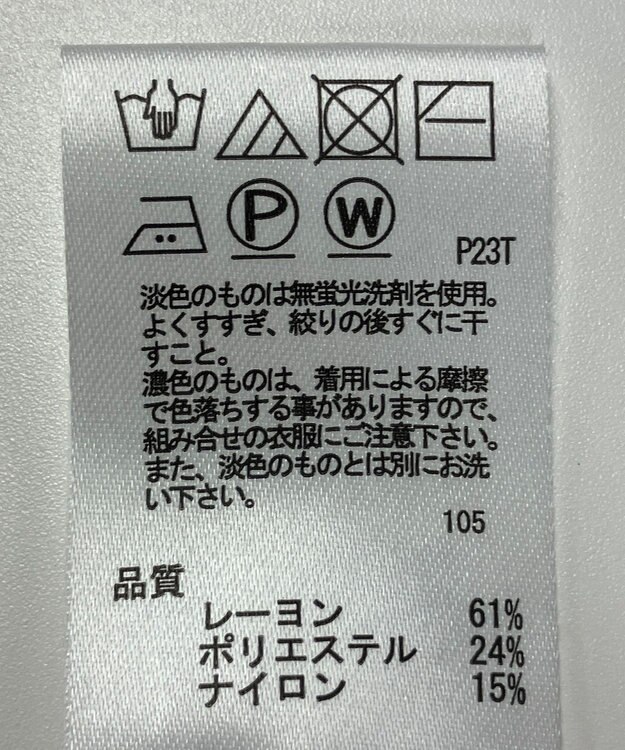 P W
P23T
淡色のものは無蛍光洗剤を使用。
よくすすぎ、絞りの後すぐに干
すこと。
濃色のものは、着用による摩擦
で色落ちする事がありますので、
組み合せの衣服にご注意下さい。
また、淡色のものとは別にお洗
い下さい。
105
品質
レーヨン 61%
ポリエステル 24%
ナイロン 15%